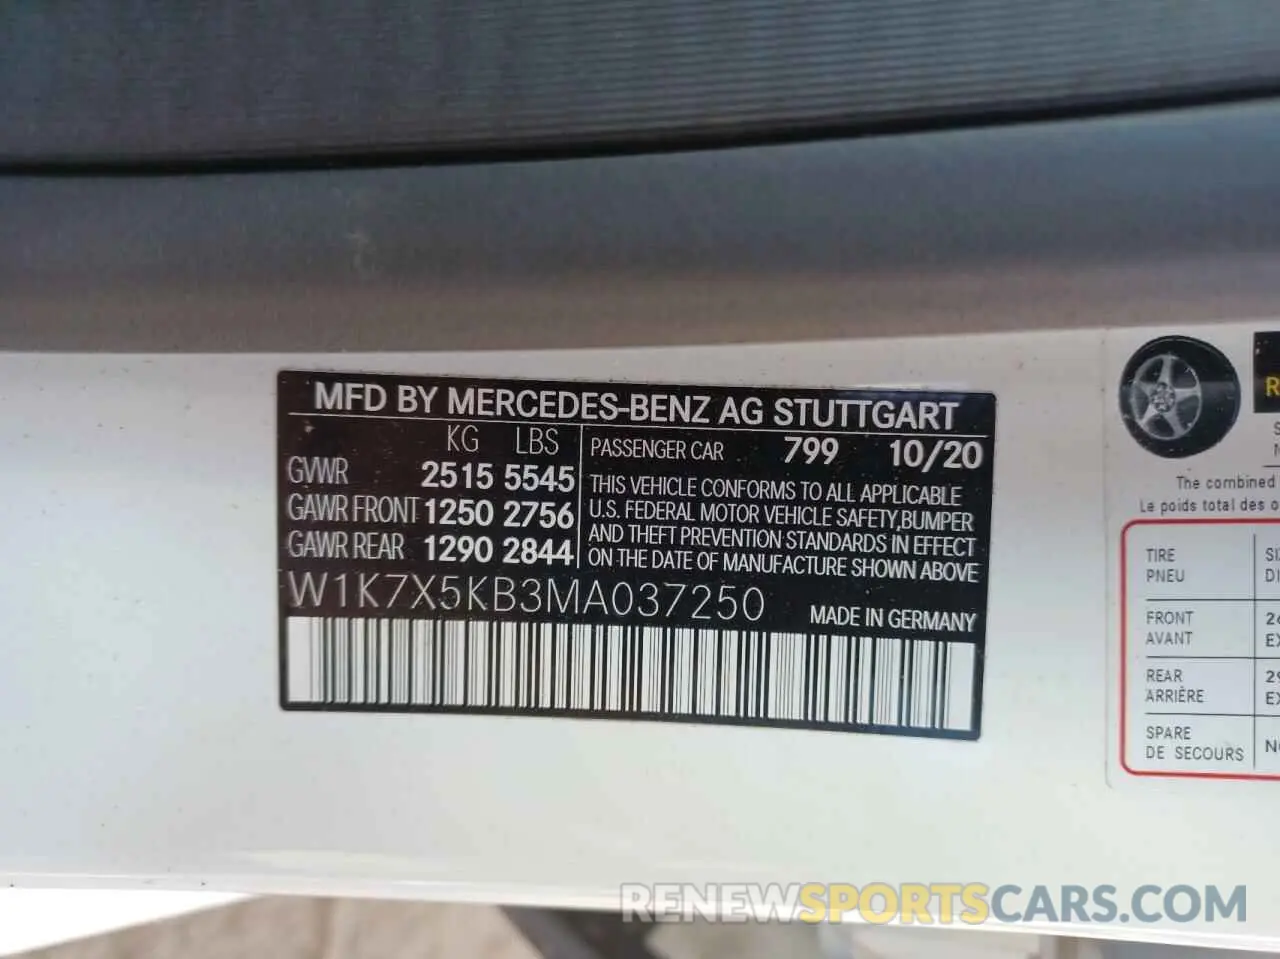 MFD BY MERCEDES-BENZ AG STUTTGART
KG LBS
GVWR 2515 5545
GAWR FRONT 1250 2756
GAWR REAR 1290 2844
PASSENGER CAR 799 10/20
THIS VEHICLE CONFORMS TO ALL APPLICABLE
U.S. FEDERAL MOTOR VEHICLE SAFETY,BUMPER
AND THEFT PREVENTION STANDARDS IN EFFECT
ON THE DATE OF MANUFACTURE SHOWN ABOVE
W1K7X5KB3MA037250
MADE IN GERMANY
The combined
Le poids total des
TIRE
PNEU
FRONT
AVANT
REAR
ARRIÈRE
SPARE
DE SECOURS
RENEWSPORTSCARS.COM